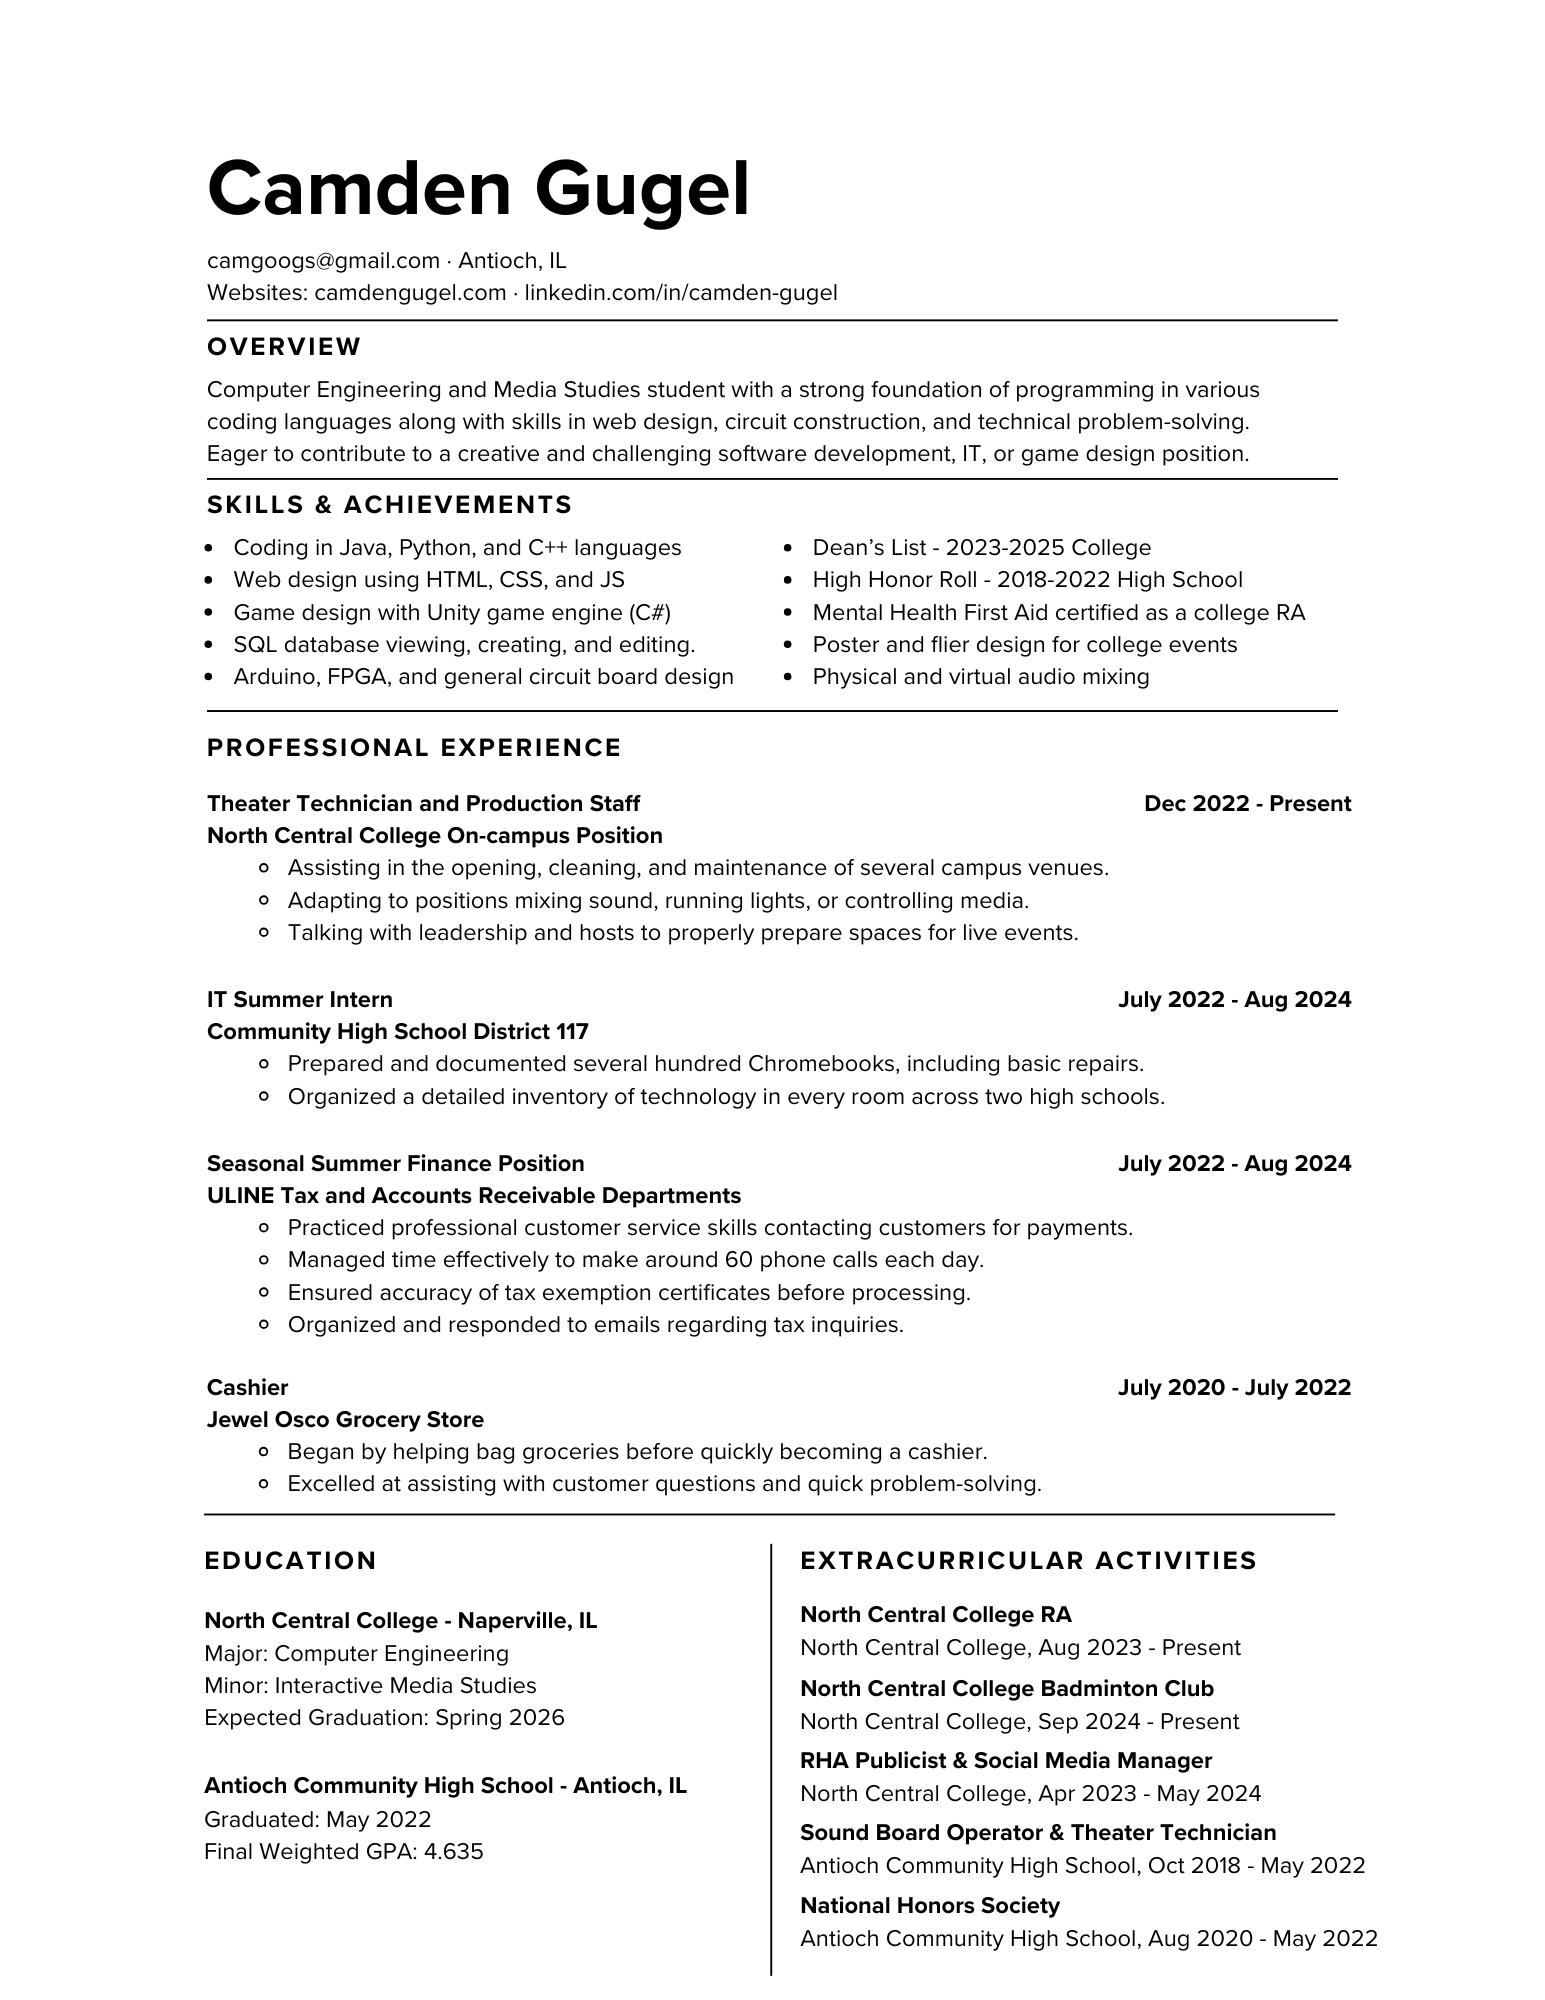 Camden Gugel
camgoogs@gmail.com · Antioch, IL
Websites: camdengugel.com · linkedin.com/in/camden-gugel
OVERVIEW
Computer Engineering and Media Studies student with a strong foundation of programming in various
coding languages along with skills in web design, circuit construction, and technical problem-solving.
Eager to contribute to a creative and challenging software development, IT, or game design position.
SKILLS & ACHIEVEMENTS
• Coding in Java, Python, and C++ languages
• Web design using HTML, CSS, and JS
• Game design with Unity game engine (C#)
• SQL database viewing, creating, and editing.
• Arduino, FPGA, and general circuit board design
• Dean’s List - 2023-2025 College
• High Honor Roll - 2018-2022 High School
• Mental Health First Aid certified as a college RA
• Poster and flier design for college events
• Physical and virtual audio mixing
PROFESSIONAL EXPERIENCE
Theater Technician and Production Staff Dec 2022 - Present
North Central College On-campus Position
◦ Assisting in the opening, cleaning, and maintenance of several campus venues.
◦ Adapting to positions mixing sound, running lights, or controlling media.
◦ Talking with leadership and hosts to properly prepare spaces for live events.
IT Summer Intern July 2022 - Aug 2024
Community High School District 117
◦ Prepared and documented several hundred Chromebooks, including basic repairs.
◦ Organized a detailed inventory of technology in every room across two high schools.
Seasonal Summer Finance Position July 2022 - Aug 2024
ULINE Tax and Accounts Receivable Departments
◦ Practiced professional customer service skills contacting customers for payments.
◦ Managed time effectively to make around 60 phone calls each day.
◦ Ensured accuracy of tax exemption certificates before processing.
◦ Organized and responded to emails regarding tax inquiries.
Cashier July 2020 - July 2022
Jewel Osco Grocery Store
◦ Began by helping bag groceries before quickly becoming a cashier.
◦ Excelled at assisting with customer questions and quick problem-solving.
EDUCATION
North Central College - Naperville, IL
Major: Computer Engineering
Minor: Interactive Media Studies
Expected Graduation: Spring 2026
Antioch Community High School - Antioch, IL
Graduated: May 2022
Final Weighted GPA: 4.635
EXTRACURRICULAR ACTIVITIES
North Central College RA
North Central College, Aug 2023 - Present
North Central College Badminton Club
North Central College, Sep 2024 - Present
RHA Publicist & Social Media Manager
North Central College, Apr 2023 - May 2024
Sound Board Operator & Theater Technician
Antioch Community High School, Oct 2018 - May 2022
National Honors Society
Antioch Community High School, Aug 2020 - May 2022